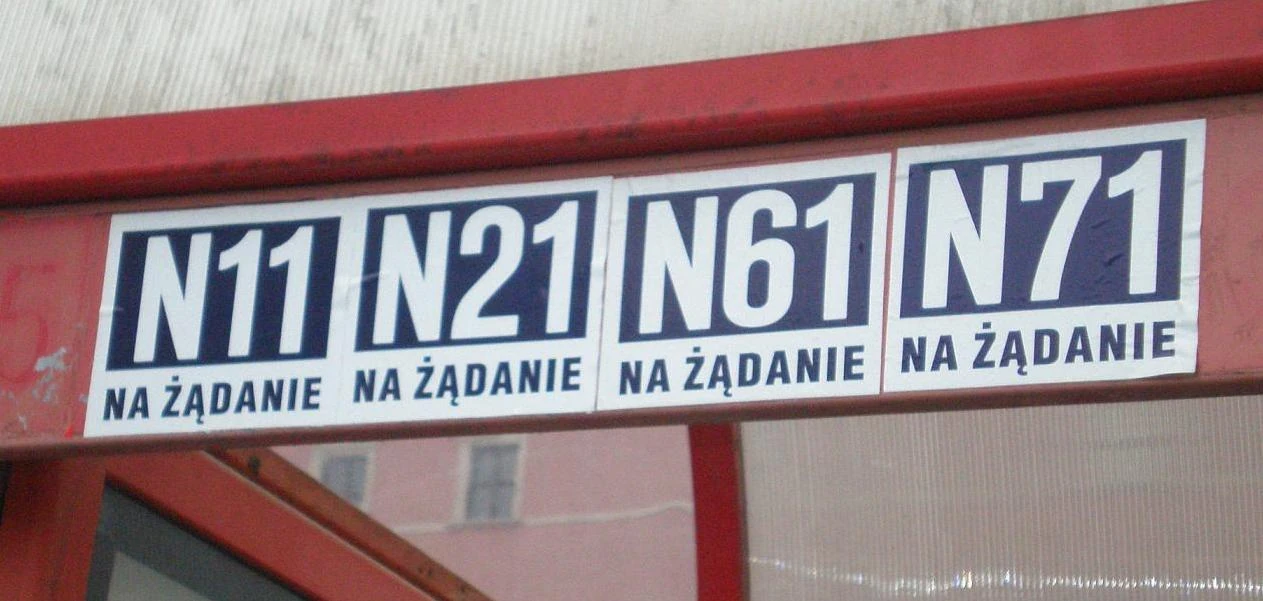 N11 N21 N61 N71
NA ŻĄDANIE NA ŻĄDANIE NA ŻĄDANIE NA ŻĄDANIE